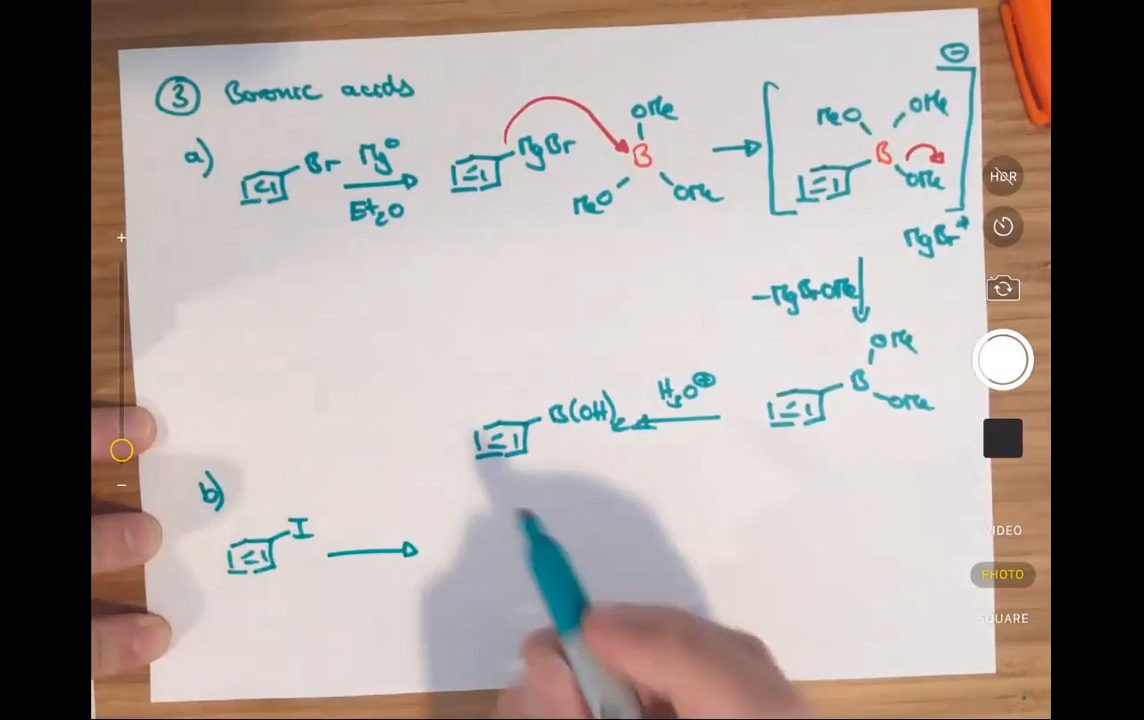 ③ Boronic acids
a) Br Mg⁰ Et₂O MgBr OMe B MeO OMe MeO OMe B OMe ⊖ MgBr⁺
-MgBrOMe
OMe B OMe
H₃O⊕ B(OH)₂
b) I
HDR
VIDEO
PHOTO
SQUARE